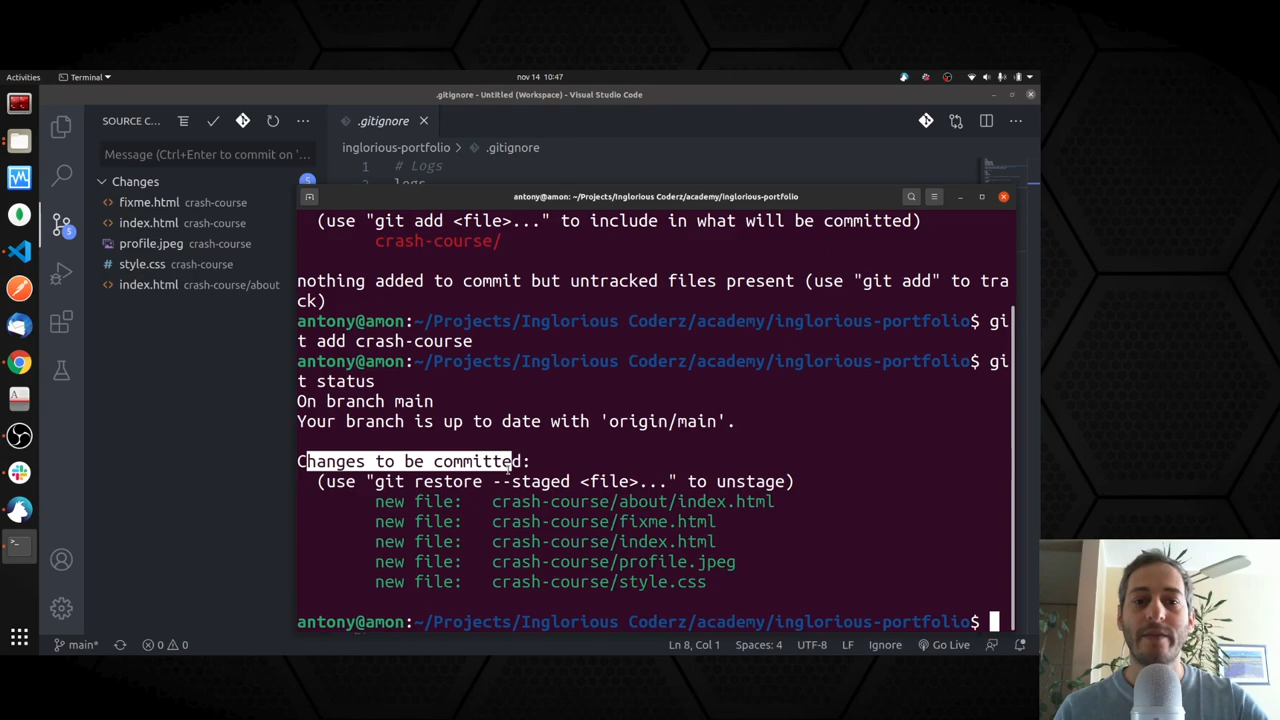 Activities
Terminal
nov 14 10:47
.gitignore - Untitled (Workspace) - Visual Studio Code
SOURCE C...
.gitignore
Message (Ctrl+Enter to commit on '...
inglorious-portfolio > .gitignore
1 # Logs
logs
5
Changes
fixme.html crash-course
index.html crash-course
profile.jpeg crash-course
style.css crash-course
index.html crash-course/about
5
antony@amon: ~/Projects/Inglorious Coderz/academy/inglorious-portfolio
(use "git add <file>..." to include in what will be committed)
crash-course/
nothing added to commit but untracked files present (use "git add" to tra
ck)
antony@amon:~/Projects/Inglorious Coderz/academy/inglorious-portfolio$ gi
t add crash-course
antony@amon:~/Projects/Inglorious Coderz/academy/inglorious-portfolio$ gi
t status
On branch main
Your branch is up to date with 'origin/main'.
Changes to be committed:
(use "git restore --staged <file>..." to unstage)
new file: crash-course/about/index.html
new file: crash-course/fixme.html
new file: crash-course/index.html
new file: crash-course/profile.jpeg
new file: crash-course/style.css
antony@amon:~/Projects/Inglorious Coderz/academy/inglorious-portfolio$
main*
0 0
Ln 8, Col 1
Spaces: 4
UTF-8
LF
Ignore
Go Live